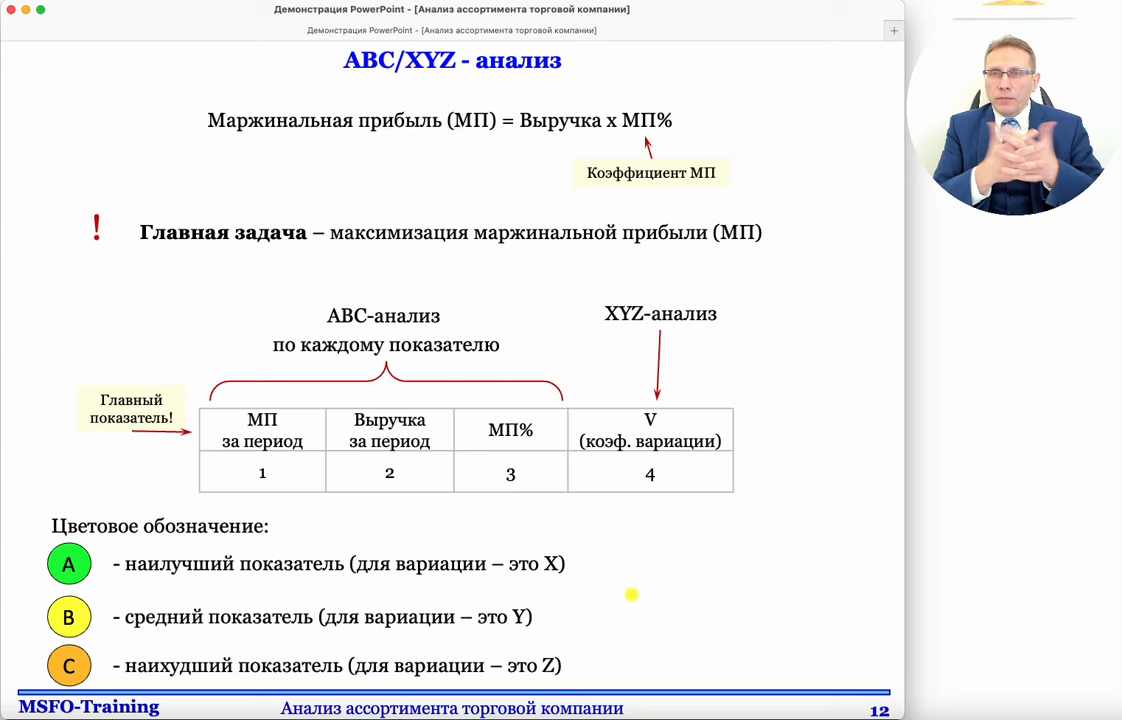 Демонстрация PowerPoint - [Анализ ассортимента торговой компании]
Демонстрация PowerPoint - [Анализ ассортимента торговой компании]
ABC/XYZ - анализ
Маржинальная прибыль (МП) = Выручка х МП%
Коэффициент МП
! Главная задача – максимизация маржинальной прибыли (МП)
АВС-анализ
по каждому показателю
XYZ-анализ
Главный
показатель!
МП
за период
Выручка
за период
МП%
V
(коэф. вариации)
1 2 3 4
Цветовое обозначение:
A - наилучший показатель (для вариации – это X)
B - средний показатель (для вариации – это Y)
C - наихудший показатель (для вариации – это Z)
MSFO-Training Анализ ассортимента торговой компании 12